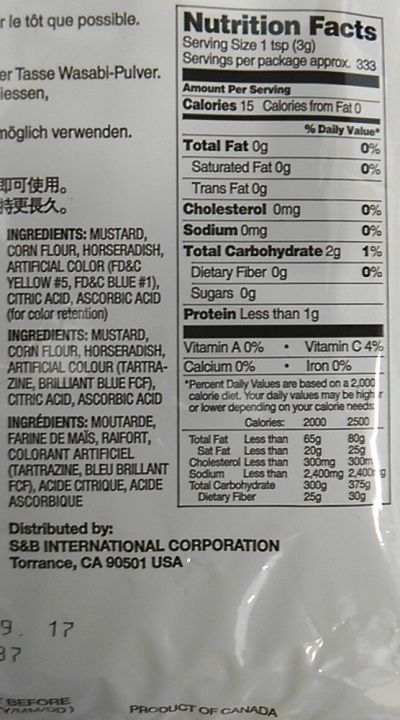 r le tôt que possible.
er Tasse Wasabi-Pulver.
iessen,
möglich verwenden.
即可使用。
持更長久。
INGREDIENTS: MUSTARD,
CORN FLOUR, HORSERADISH,
ARTIFICIAL COLOR (FD&C
YELLOW #5, FD&C BLUE #1),
CITRIC ACID, ASCORBIC ACID
(for color retention)
INGREDIENTS: MUSTARD,
CORN FLOUR, HORSERADISH,
ARTIFICIAL COLOUR (TARTRA-
ZINE, BRILLIANT BLUE FCF),
CITRIC ACID, ASCORBIC ACID
INGRÉDIENTS: MOUTARDE,
FARINE DE MAÏS, RAIFORT,
COLORANT ARTIFICIEL
(TARTRAZINE, BLEU BRILLANT
FCF), ACIDE CITRIQUE, ACIDE
ASCORBIQUE
Distributed by:
S&B INTERNATIONAL CORPORATION
Torrance, CA 90501 USA
Nutrition Facts
Serving Size 1 tsp (3g)
Servings per package approx. 333
Amount Per Serving
Calories 15 Calories from Fat 0
% Daily Value*
Total Fat 0g 0%
Saturated Fat 0g 0%
Trans Fat 0g
Cholesterol 0mg 0%
Sodium 0mg 0%
Total Carbohydrate 2g 1%
Dietary Fiber 0g 0%
Sugars 0g
Protein Less than 1g
Vitamin A 0% • Vitamin C 4%
Calcium 0% • Iron 0%
*Percent Daily Values are based on a 2,000
calorie diet. Your daily values may be higher
or lower depending on your calorie needs:
Calories: 2000 2500
Total Fat Less than 65g 80g
Sat Fat Less than 20g 25g
Cholesterol Less than 300mg 300m
Sodium Less than 2,400mg 2,400mg
Total Carbohydrate 300g 375g
Dietary Fiber 25g 30g
9. 17
37
BEFORE
PRODUCT OF CANADA